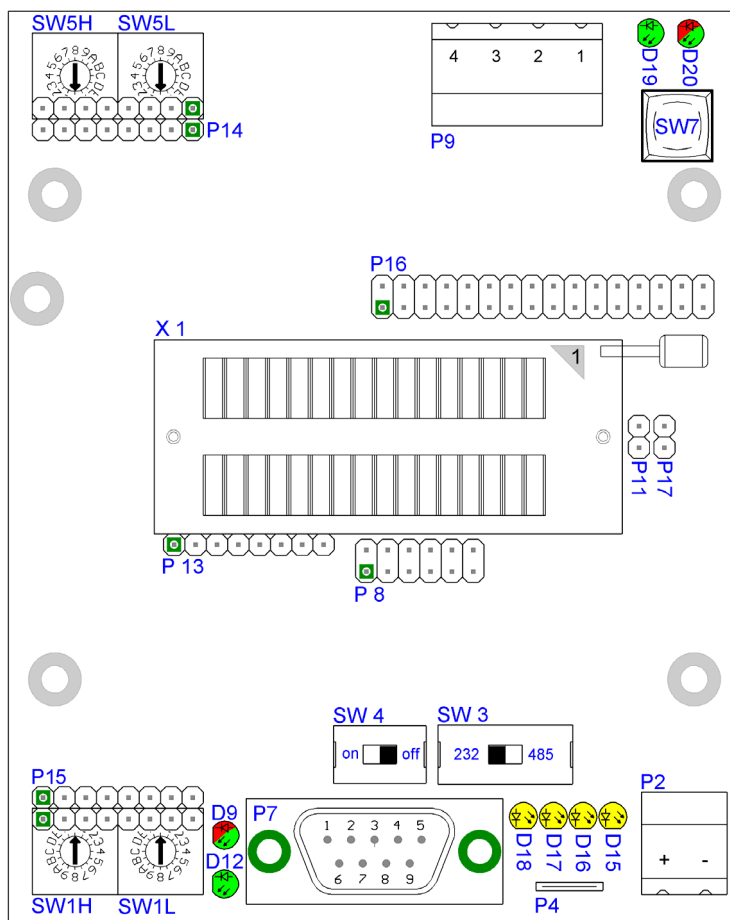 SW5H SW5L
D19 D20
4 3 2 1
P14
P9
SW7
P16
X 1
1
P11 P17
P 13
P 8
SW 4 SW 3
on off
232 485
P15
P2
D9 P7
1 2 3 4 5
D12
6 7 8 9
D18 D17 D16 D15
+ -
SW1H SW1L
P4